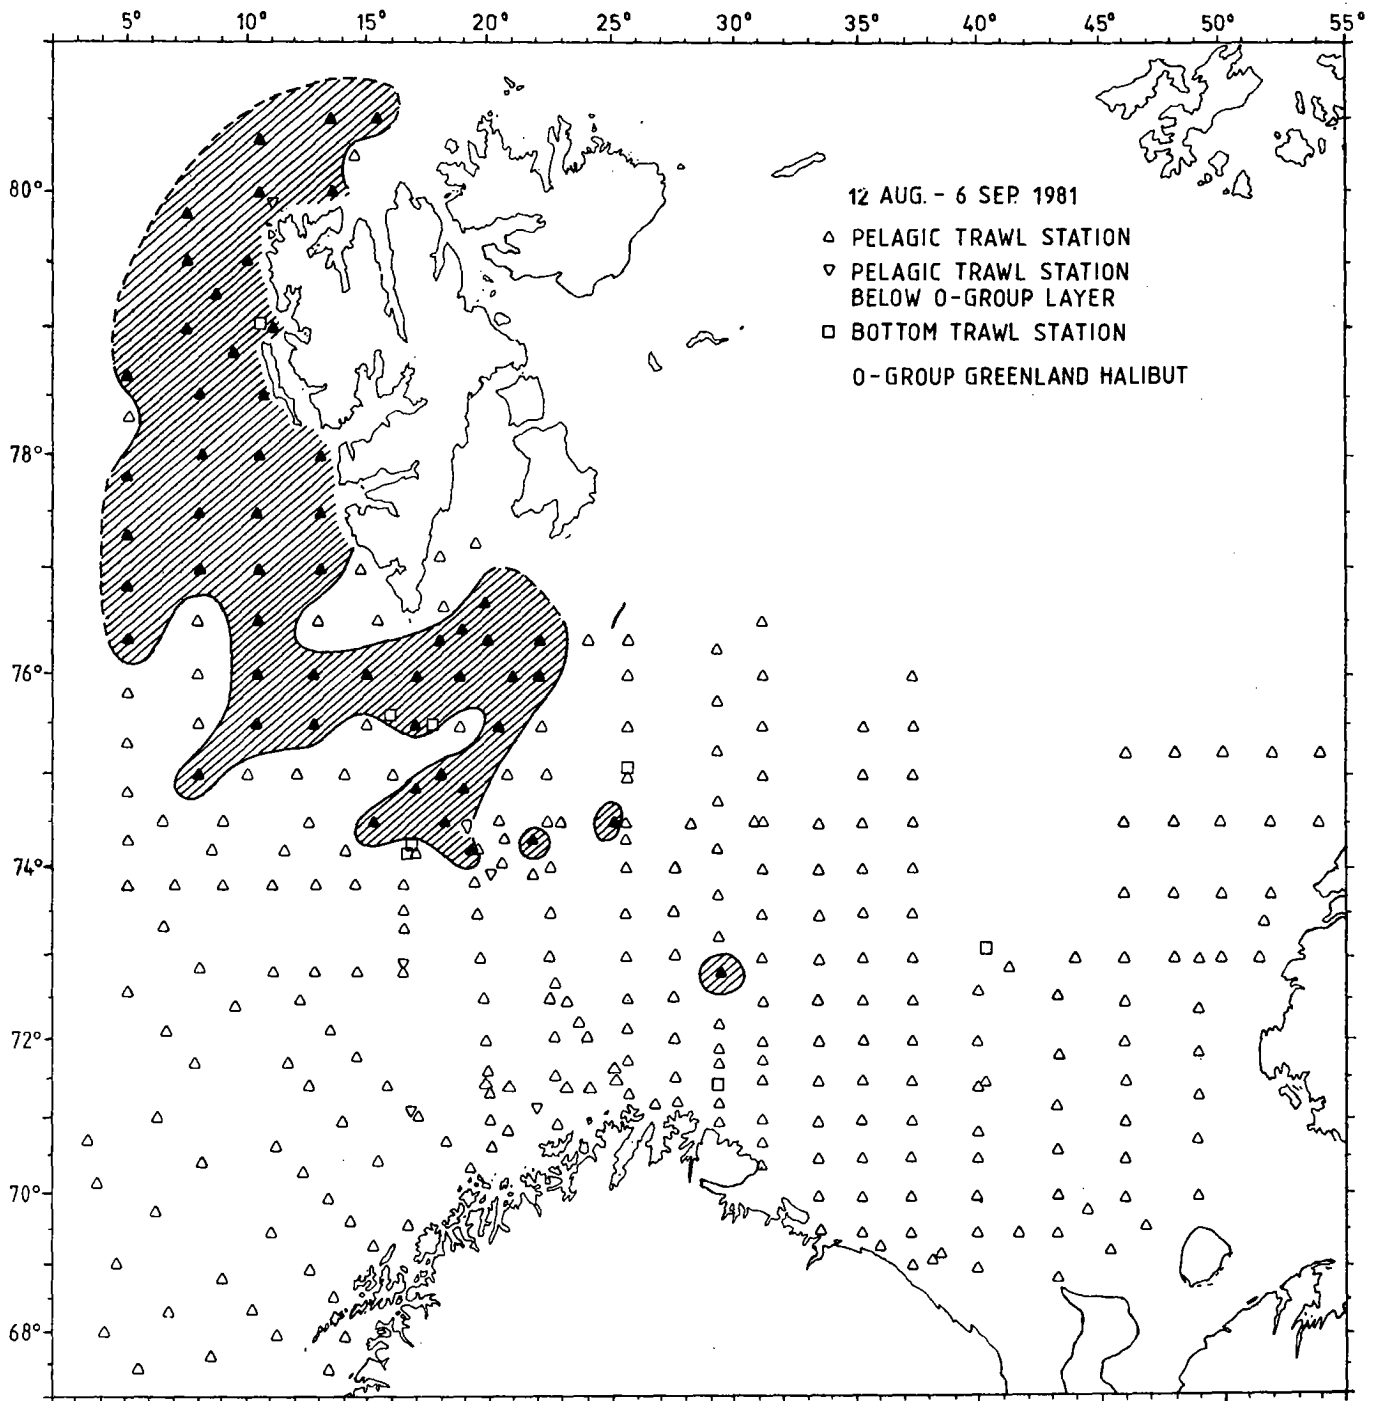 5° 10° 15° 20° 25° 30° 35° 40° 45° 50° 55°
80°
12 AUG. - 6 SEP. 1981
PELAGIC TRAWL STATION
PELAGIC TRAWL STATION
BELOW 0-GROUP LAYER
BOTTOM TRAWL STATION
0-GROUP GREENLAND HALIBUT
78°
76°
74°
72°
70°
68°